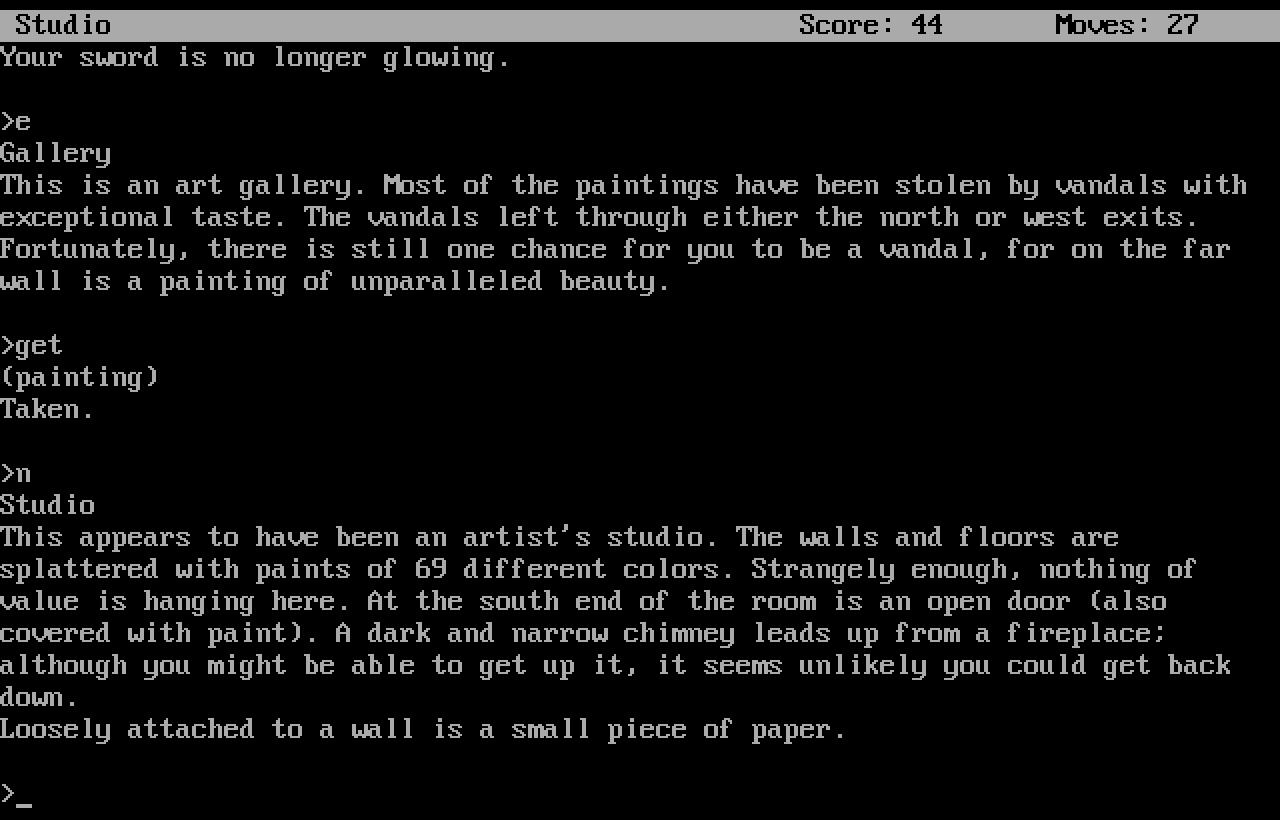 Studio Score: 44 Moves: 27
Your sword is no longer glowing.
>e
Gallery
This is an art gallery. Most of the paintings have been stolen by vandals with
exceptional taste. The vandals left through either the north or west exits.
Fortunately, there is still one chance for you to be a vandal, for on the far
wall is a painting of unparalleled beauty.
>get
(painting)
Taken.
>n
Studio
This appears to have been an artist's studio. The walls and floors are
splattered with paints of 69 different colors. Strangely enough, nothing of
value is hanging here. At the south end of the room is an open door (also
covered with paint). A dark and narrow chimney leads up from a fireplace;
although you might be able to get up it, it seems unlikely you could get back
down.
Loosely attached to a wall is a small piece of paper.
>_